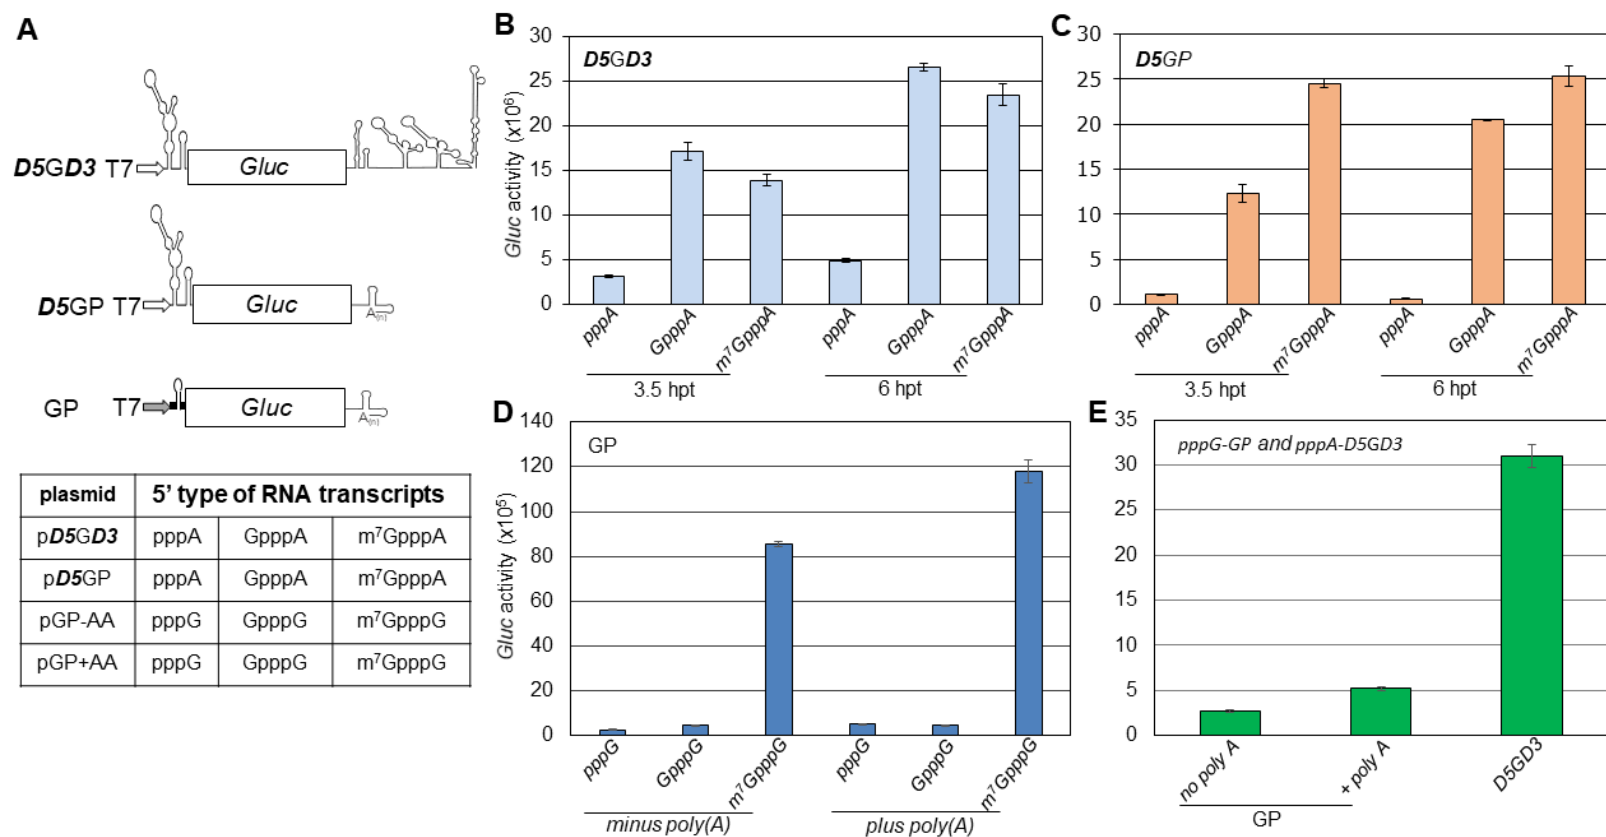 A
D5GD3 T7 Gluc
D5GP T7 Gluc
A(n)
GP T7 Gluc
A(n)
plasmid 5' type of RNA transcripts
pD5GD3 pppA GpppA m⁷GpppA
pD5GP pppA GpppA m⁷GpppA
pGP-AA pppG GpppG m⁷GpppG
pGP+AA pppG GpppG m⁷GpppG
B
D5GD3
Gluc activity (x10⁶)
30
25
20
15
10
5
0
pppA GpppA m⁷GpppA pppA GpppA m⁷GpppA
3.5 hpt 6 hpt
C
D5GP
30
25
20
15
10
5
0
pppA GpppA m⁷GpppA pppA GpppA m⁷GpppA
3.5 hpt 6 hpt
D
GP
Gluc activity (x10⁵)
140
120
100
80
60
40
20
0
pppG GpppG m⁷GpppG pppG GpppG m⁷GpppG
minus poly(A) plus poly(A)
E
pppG-GP and pppA-D5GD3
35
30
25
20
15
10
5
0
no poly A + poly A D5GD3
GP